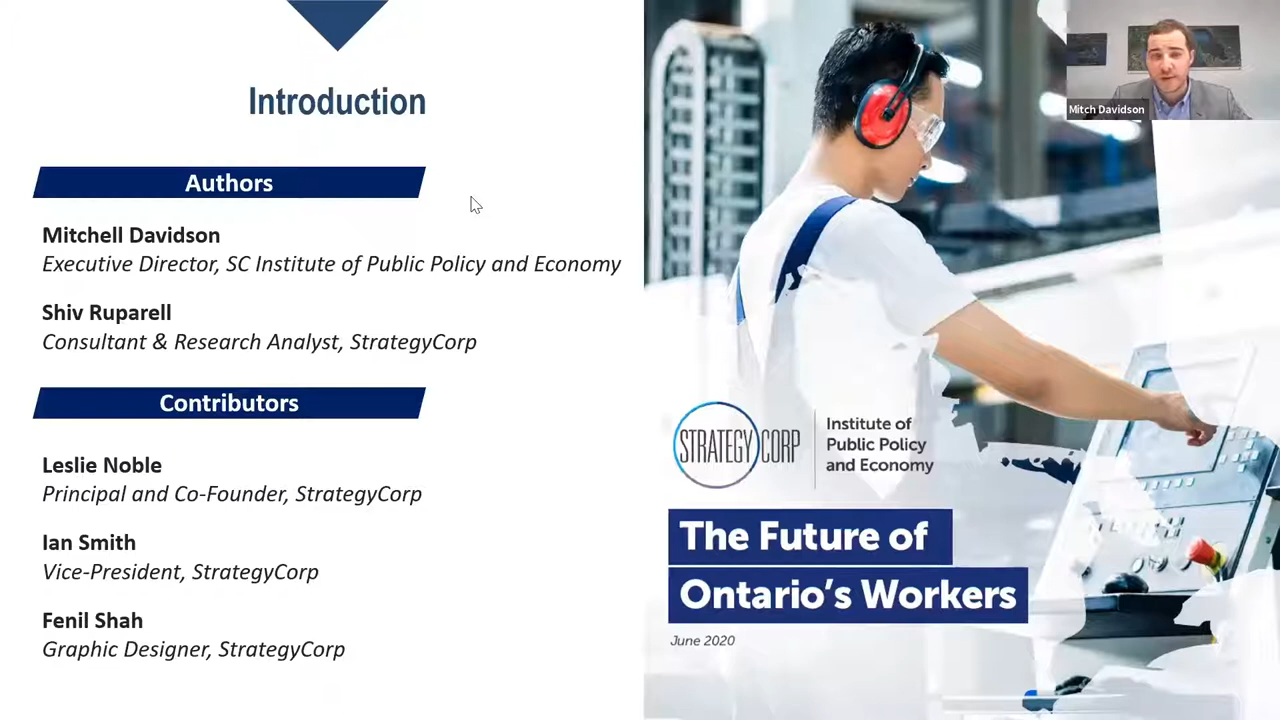 Introduction
Authors
Mitchell Davidson
Executive Director, SC Institute of Public Policy and Economy
Shiv Ruparell
Consultant & Research Analyst, StrategyCorp
Contributors
Leslie Noble
Principal and Co-Founder, StrategyCorp
Ian Smith
Vice-President, StrategyCorp
Fenil Shah
Graphic Designer, StrategyCorp
Mitch Davidson
STRATEGY CORP
Institute of
Public Policy
and Economy
The Future of
Ontario's Workers
June 2020